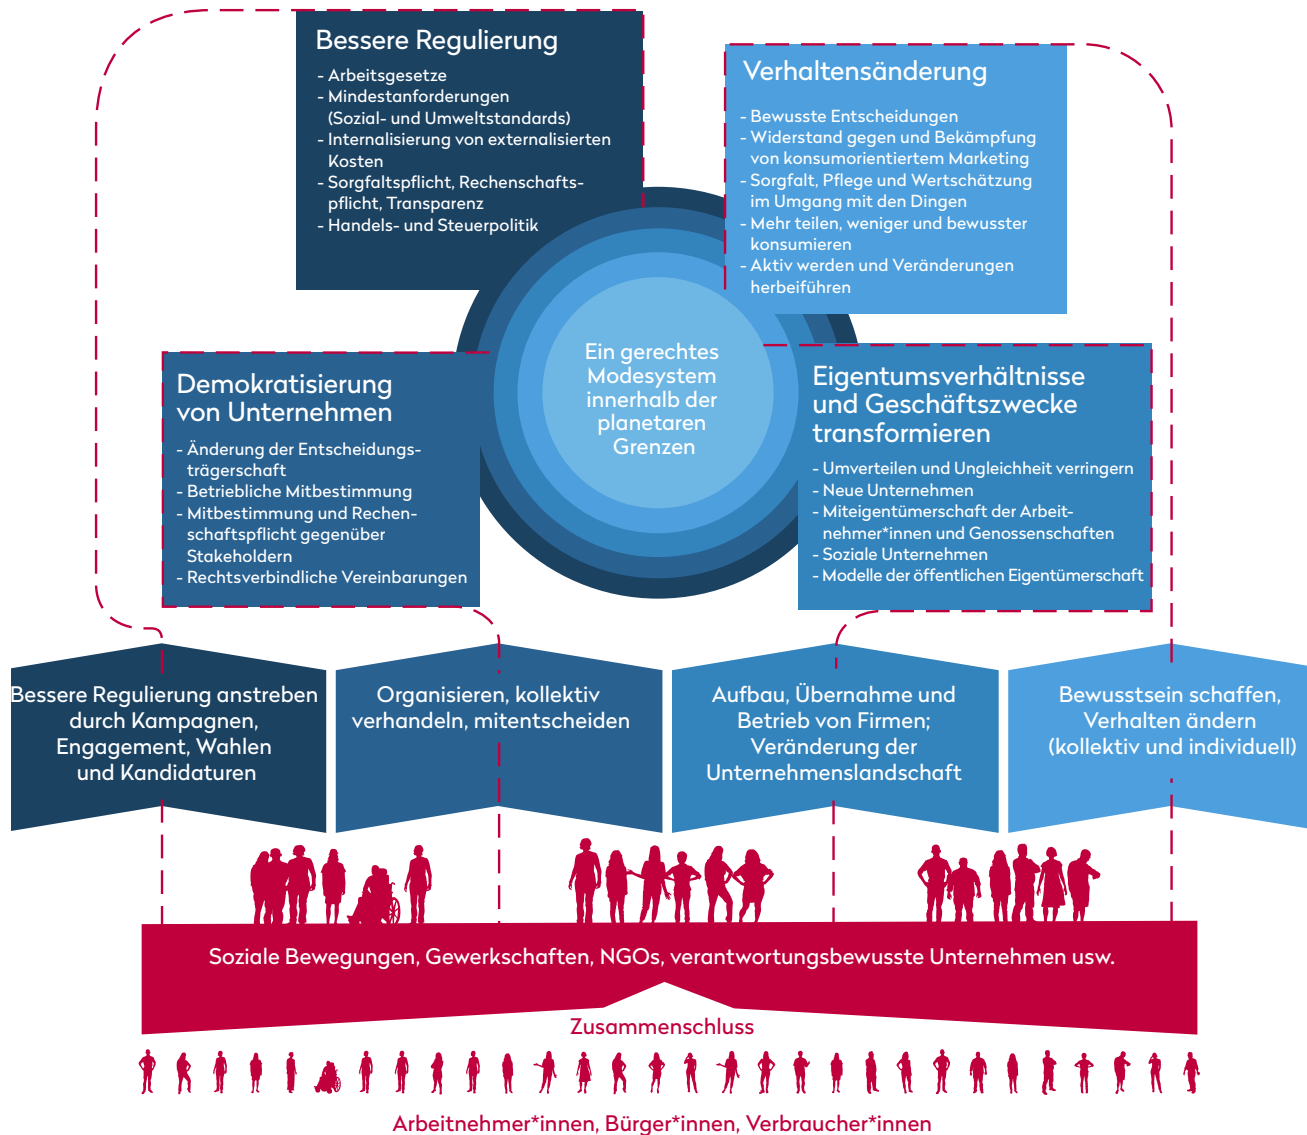 Bessere Regulierung
- Arbeitsgesetze
- Mindestanforderungen
(Sozial- und Umweltstandards)
- Internalisierung von externalisierten
Kosten
- Sorgfaltspflicht, Rechenschafts-
pflicht, Transparenz
- Handels- und Steuerpolitik
Verhaltensänderung
- Bewusste Entscheidungen
- Widerstand gegen und Bekämpfung
von konsumorientiertem Marketing
- Sorgfalt, Pflege und Wertschätzung
im Umgang mit den Dingen
- Mehr teilen, weniger und bewusster
konsumieren
- Aktiv werden und Veränderungen
herbeiführen
Ein gerechtes
Modesystem
innerhalb der
planetaren
Grenzen
Demokratisierung
von Unternehmen
- Änderung der Entscheidungs-
trägerschaft
- Betriebliche Mitbestimmung
- Mitbestimmung und Rechen-
schaftspflicht gegenüber
Stakeholdern
- Rechtsverbindliche Vereinbarungen
Eigentumsverhältnisse
und Geschäftszwecke
transformieren
- Umverteilen und Ungleichheit verringern
- Neue Unternehmen
- Miteigentümerschaft der Arbeit-
nehmer*innen und Genossenschaften
- Soziale Unternehmen
- Modelle der öffentlichen Eigentümerschaft
Bessere Regulierung anstreben
durch Kampagnen,
Engagement, Wahlen
und Kandidaturen
Organisieren, kollektiv
verhandeln, mitentscheiden
Aufbau, Übernahme und
Betrieb von Firmen;
Veränderung der
Unternehmenslandschaft
Bewusstsein schaffen,
Verhalten ändern
(kollektiv und individuell)
Soziale Bewegungen, Gewerkschaften, NGOs, verantwortungsbewusste Unternehmen usw.
Zusammenschluss
Arbeitnehmer*innen, Bürger*innen, Verbraucher*innen